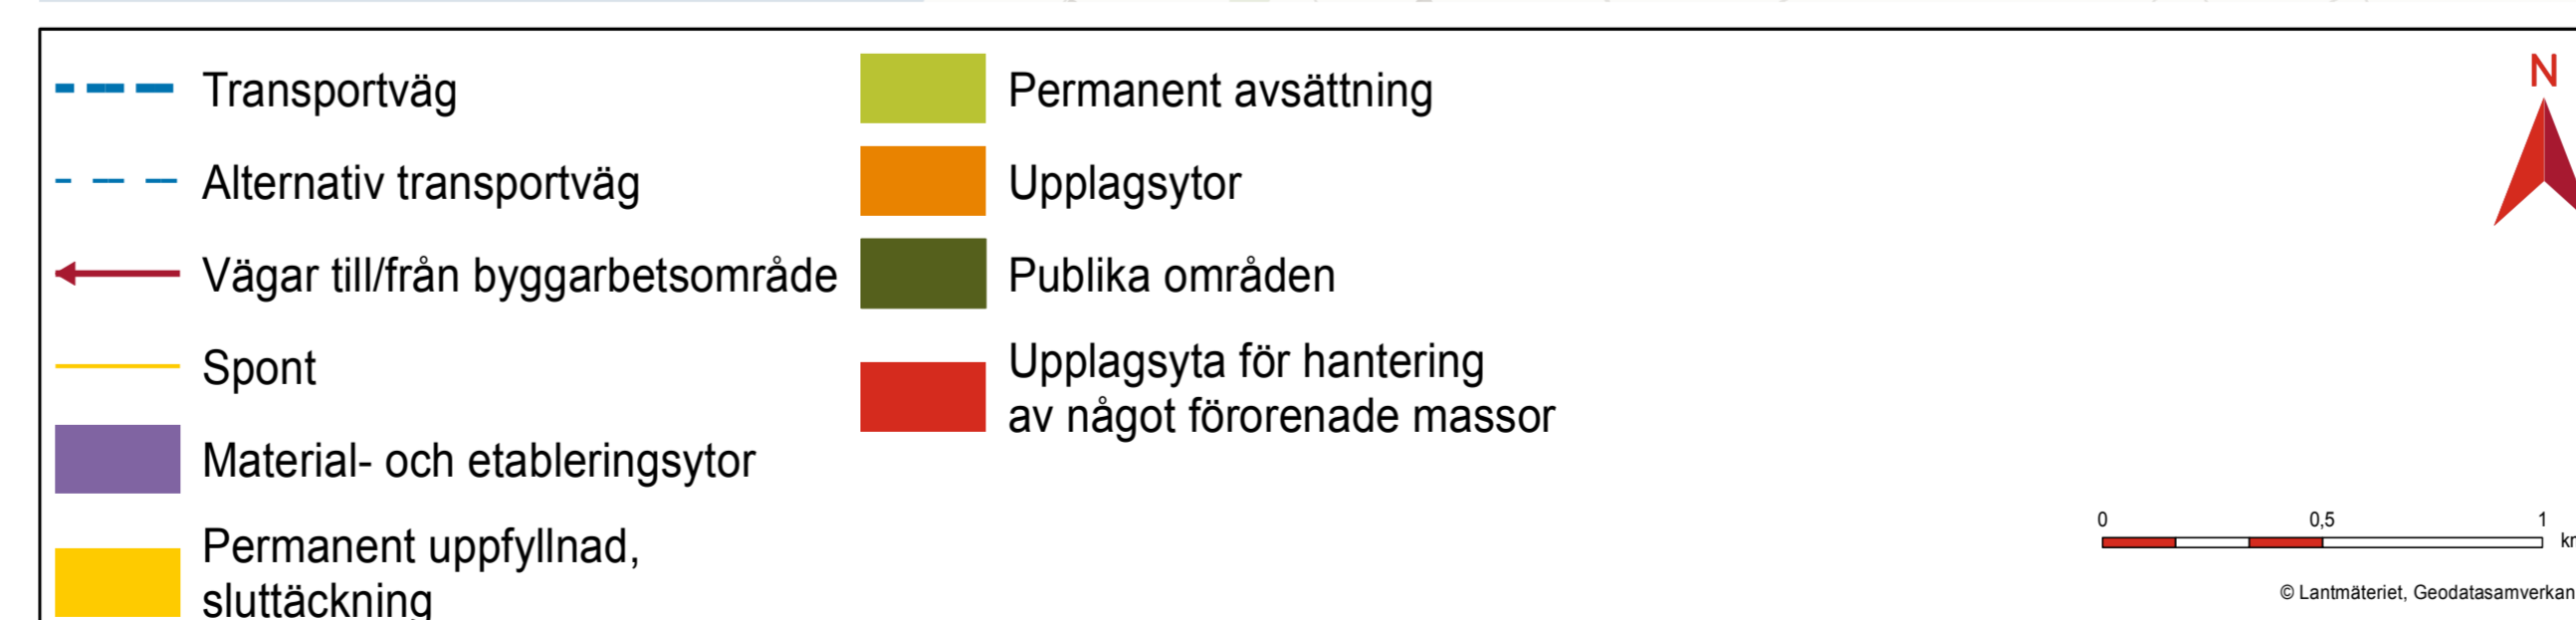 Transportväg
Alternativ transportväg
Vägar till/från byggarbetsområde
Spont
Material- och etableringsytor
Permanent uppfyllnad,
sluttäckning
Permanent avsättning
Upplagsytor
Publika områden
Upplagsyta för hantering
av något förorenade massor
N
0 0,5 1
© Lantmäteriet, Geodatasamverkan